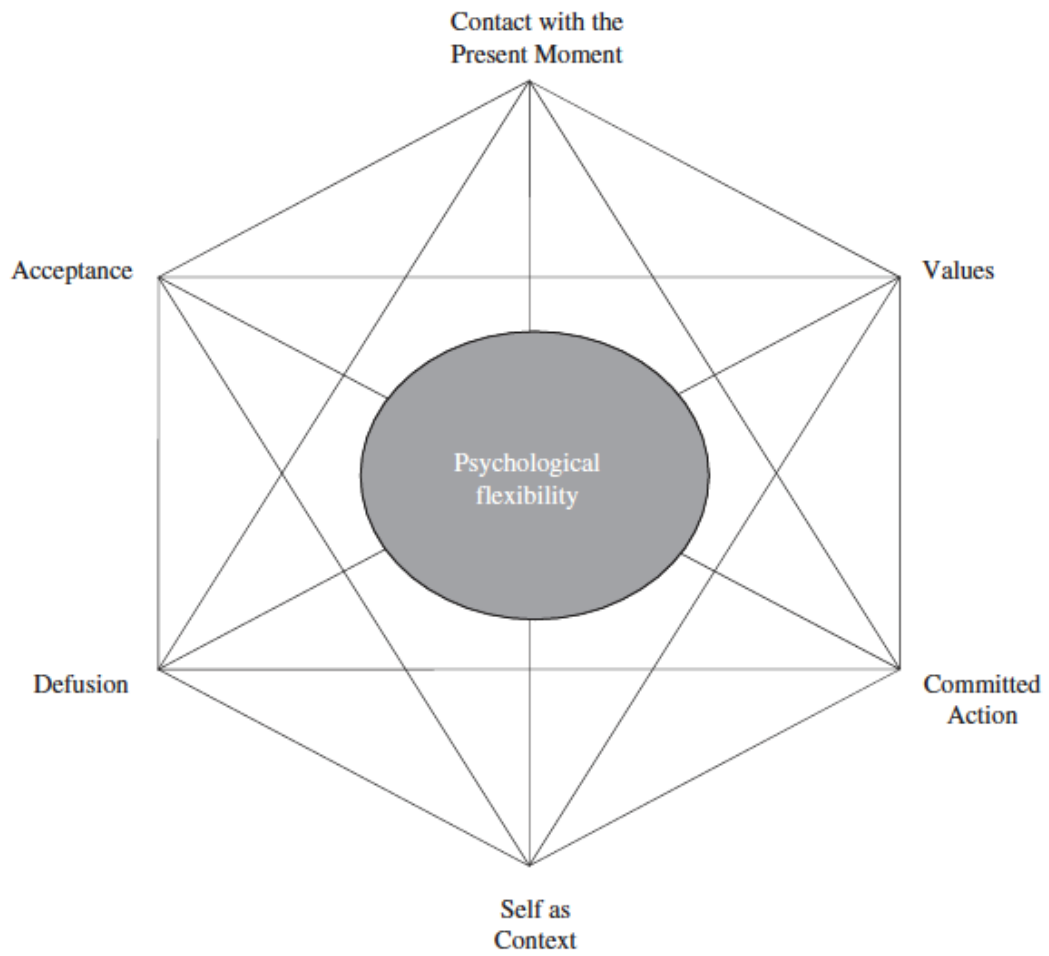 Contact with the
Present Moment
Acceptance
Values
Psychological
flexibility
Defusion
Committed
Action
Self as
Context